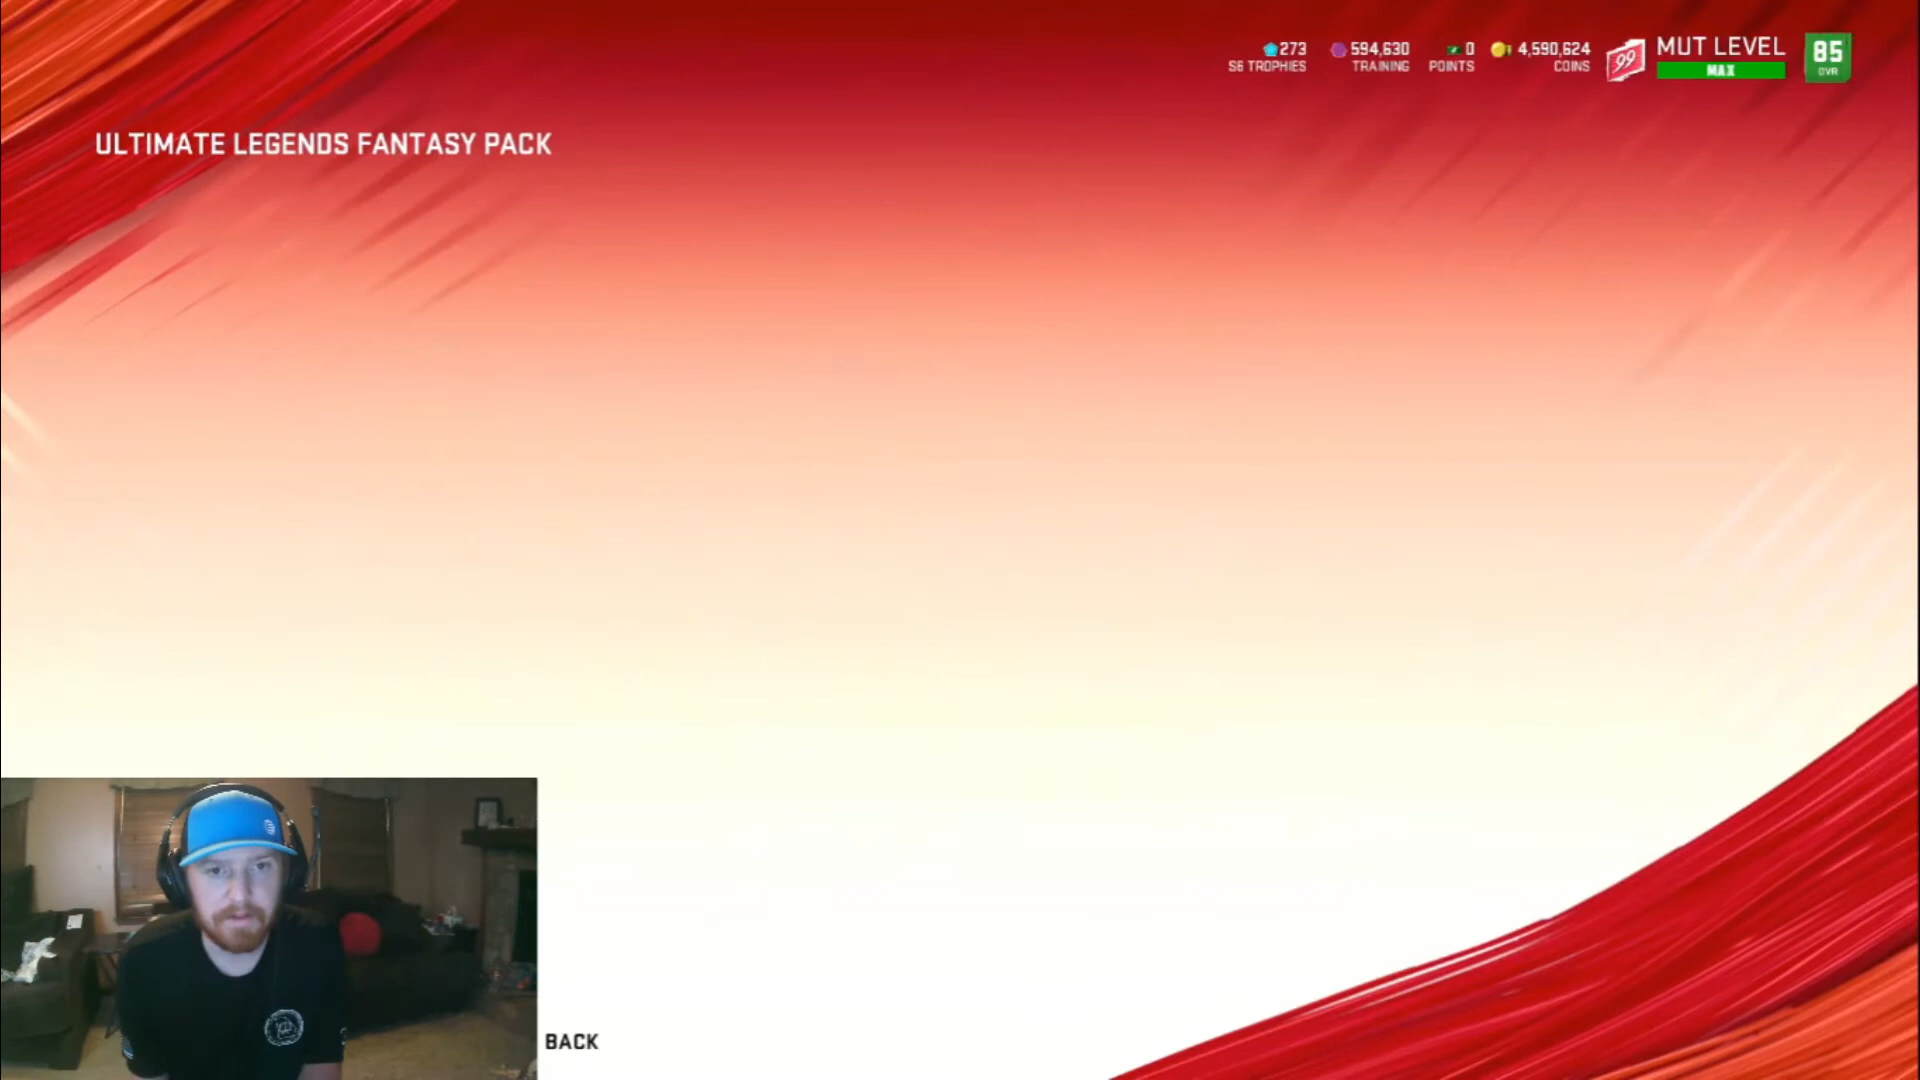 273
S6 TROPHIES
594,630
TRAINING
0
POINTS
4,590,624
COINS
99
MUT LEVEL
MAX
85
OVR
ULTIMATE LEGENDS FANTASY PACK
BACK